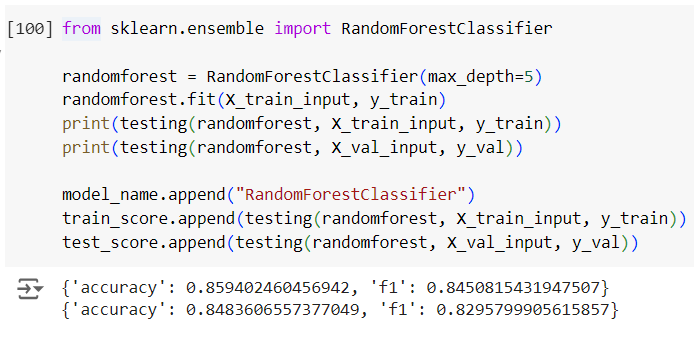 [100] from sklearn.ensemble import RandomForestClassifier
randomforest = RandomForestClassifier(max_depth=5)
randomforest.fit(X_train_input, y_train)
print(testing(randomforest, X_train_input, y_train))
print(testing(randomforest, X_val_input, y_val))
model_name.append("RandomForestClassifier")
train_score.append(testing(randomforest, X_train_input, y_train))
test_score.append(testing(randomforest, X_val_input, y_val))
{'accuracy': 0.859402460456942, 'f1': 0.8450815431947507}
{'accuracy': 0.8483606557377049, 'f1': 0.8295799905615857}